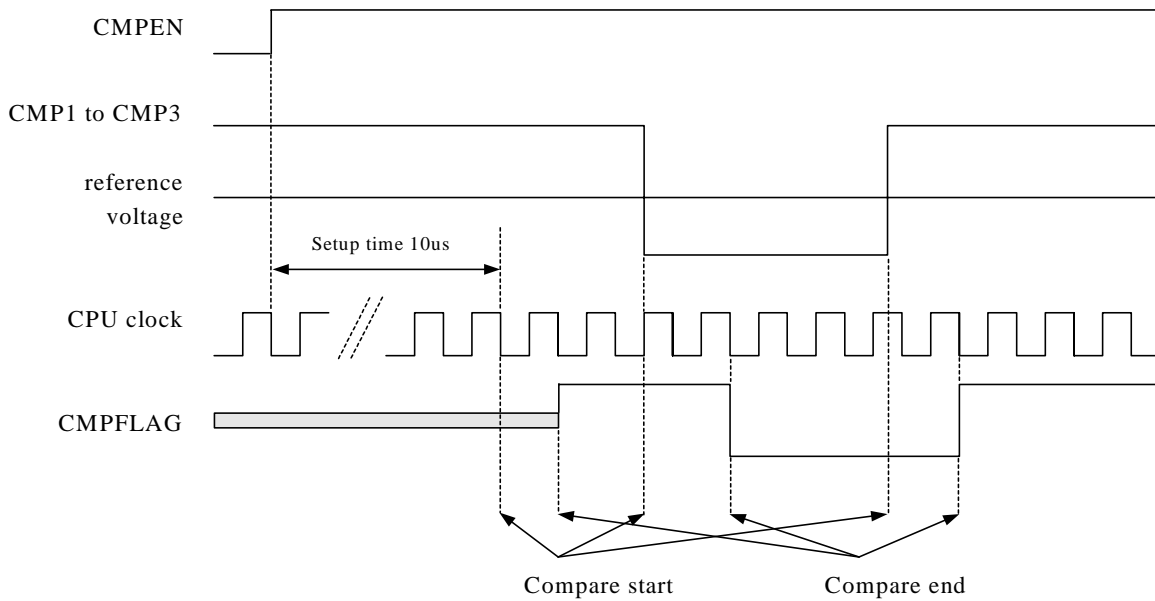 CMPEN
CMP1 to CMP3
reference
voltage
Setup time 10us
CPU clock
CMPFLAG
Compare start
Compare end